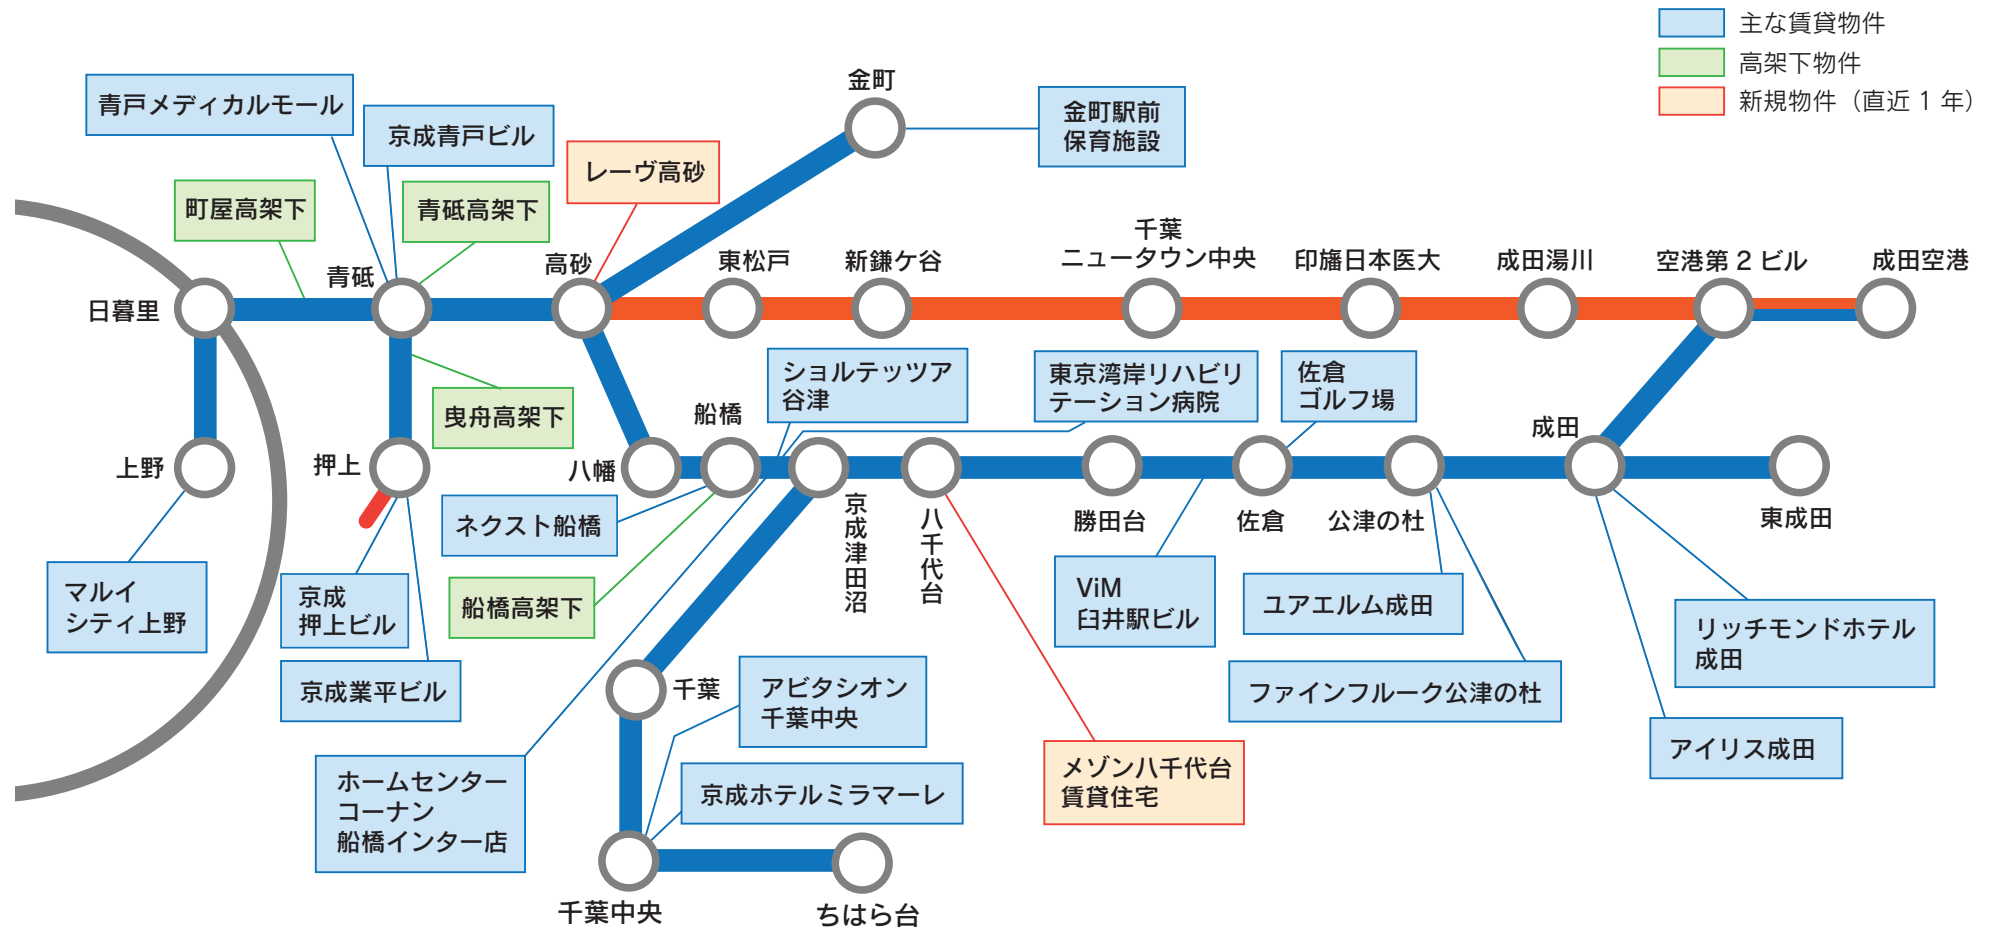 主な賃貸物件
高架下物件
新規物件（直近1年）
金町
青戸メディカルモール
京成青戸ビル
金町駅前
保育施設
レーヴ高砂
町屋高架下
青砥高架下
青砥
高砂
東松戸
新鎌ケ谷
千葉
ニュータウン中央
印旛日本医大
成田湯川
空港第2ビル
成田空港
日暮里
ショルテッツア
谷津
東京湾岸リハビリ
テーション病院
佐倉
ゴルフ場
曳舟高架下
船橋
成田
上野
押上
八幡
ネクスト船橋
京成津田沼
八千代台
勝田台
佐倉
公津の杜
東成田
マルイ
シティ上野
京成
押上ビル
船橋高架下
ViM
臼井駅ビル
ユアエルム成田
リッチモンドホテル
成田
京成業平ビル
千葉
アビタシオン
千葉中央
ファインフルーク公津の杜
アイリス成田
ホームセンター
コーナン
船橋インター店
京成ホテルミラマーレ
メゾン八千代台
賃貸住宅
千葉中央
ちはら台